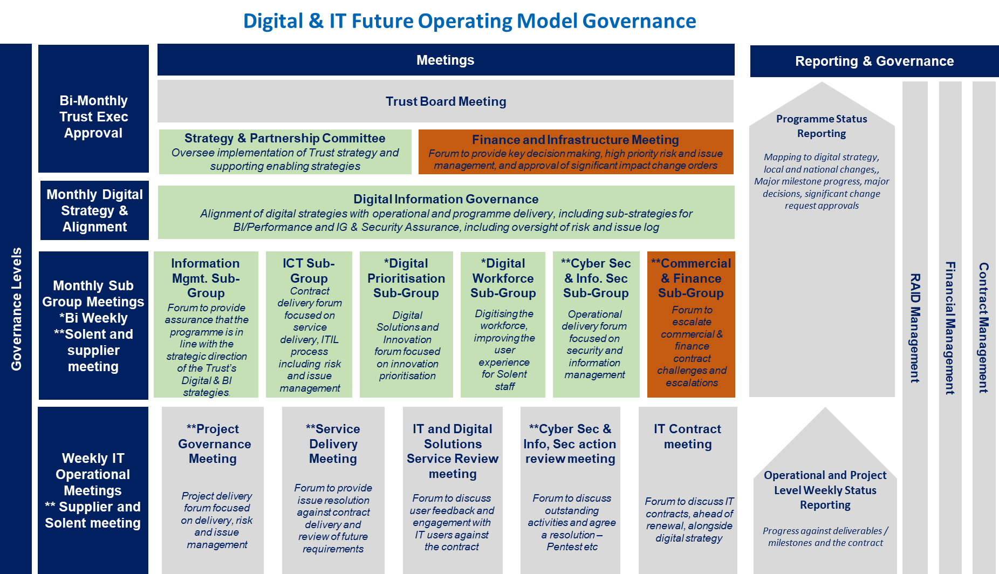 Digital & IT Future Operating Model Governance
Governance Levels
Meetings
Reporting & Governance
Bi-Monthly
Trust Exec
Approval
Trust Board Meeting
Strategy & Partnership Committee
Oversee implementation of Trust strategy and
supporting enabling strategies
Finance and Infrastructure Meeting
Forum to provide key decision making, high priority risk and issue
management, and approval of significant impact change orders
Monthly Digital
Strategy &
Alignment
Digital Information Governance
Alignment of digital strategies with operational and programme delivery, including sub-strategies for
BI/Performance and IG & Security Assurance, including oversight of risk and issue log
Monthly Sub
Group Meetings
*Bi Weekly
**Solent and
supplier
meeting
Information
Mgmt. Sub-
Group
Forum to provide
assurance that the
programme is in
line with the
strategic direction
of the Trust's
Digital & BI
strategies.
ICT Sub-
Group
Contract
delivery forum
focused on
service
delivery, ITIL
process
including risk
and issue
management
*Digital
Prioritisation
Sub-Group
Digital
Solutions and
Innovation
forum focused
on innovation
prioritisation
*Digital
Workforce
Sub-Group
Digitising the
workforce,
improving the
user
experience
for Solent
staff
**Cyber Sec
& Info. Sec
Sub-Group
Operational
delivery forum
focused on
security and
information
management
**Commercial
& Finance
Sub-Group
Forum to
escalate
commercial &
finance
contract
challenges and
escalations
Weekly IT
Operational
Meetings
** Supplier and
Solent meeting
**Project
Governance
Meeting
Project delivery
forum focused
on delivery, risk
and issue
management
**Service
Delivery
Meeting
Forum to provide
issue resolution
against contract
delivery and
review of future
requirements
IT and Digital
Solutions
Service Review
meeting
Forum to discuss
user feedback and
engagement with
IT users against
the contract
**Cyber Sec &
Info, Sec action
review meeting
Forum to discuss
outstanding
activities and agree
a resolution –
Pentest etc
IT Contract
meeting
Forum to discuss IT
contracts, ahead of
renewal, alongside
digital strategy
Programme Status
Reporting
Mapping to digital strategy,
local and national changes,,
Major milestone progress, major
decisions, significant change
request approvals
Operational and Project
Level Weekly Status
Reporting
Progress against deliverables /
milestones and the contract
RAID Management
Financial Management
Contract Management